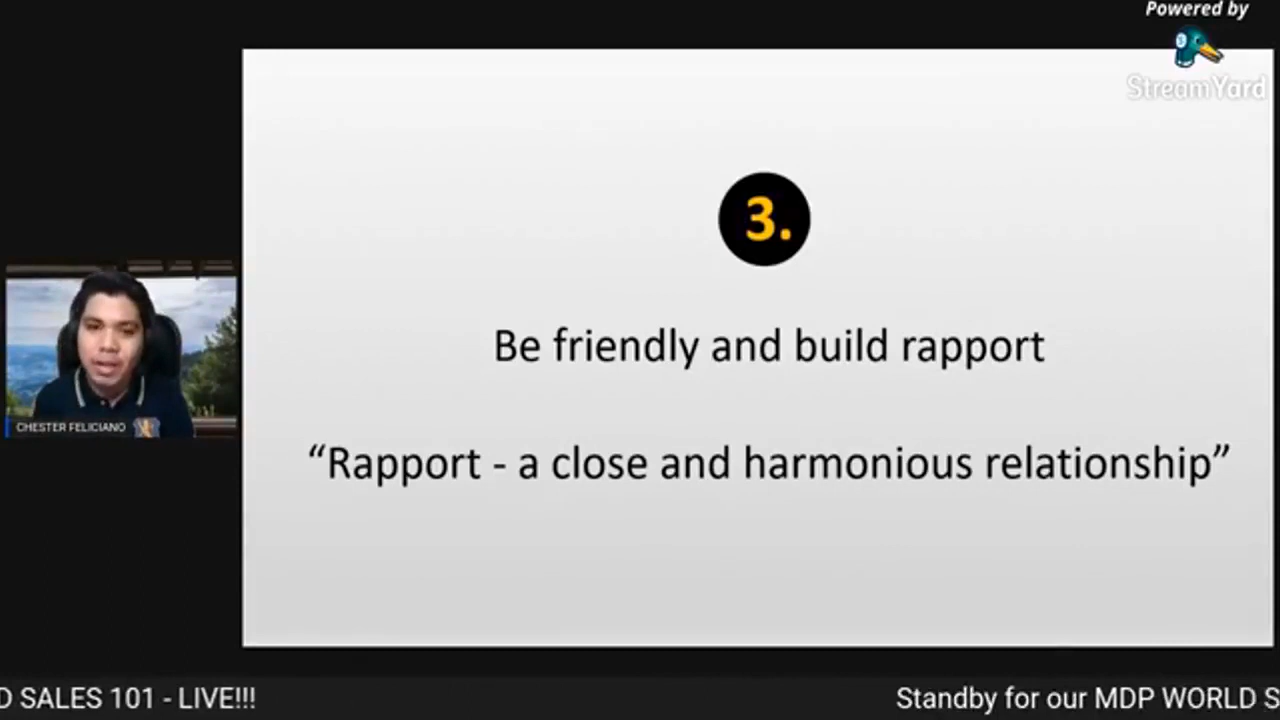 Powered by
StreamYard
3.
Be friendly and build rapport
“Rapport - a close and harmonious relationship”
CHESTER FELICIANO
D SALES 101 - LIVE!!!
Standby for our MDP WORLD S